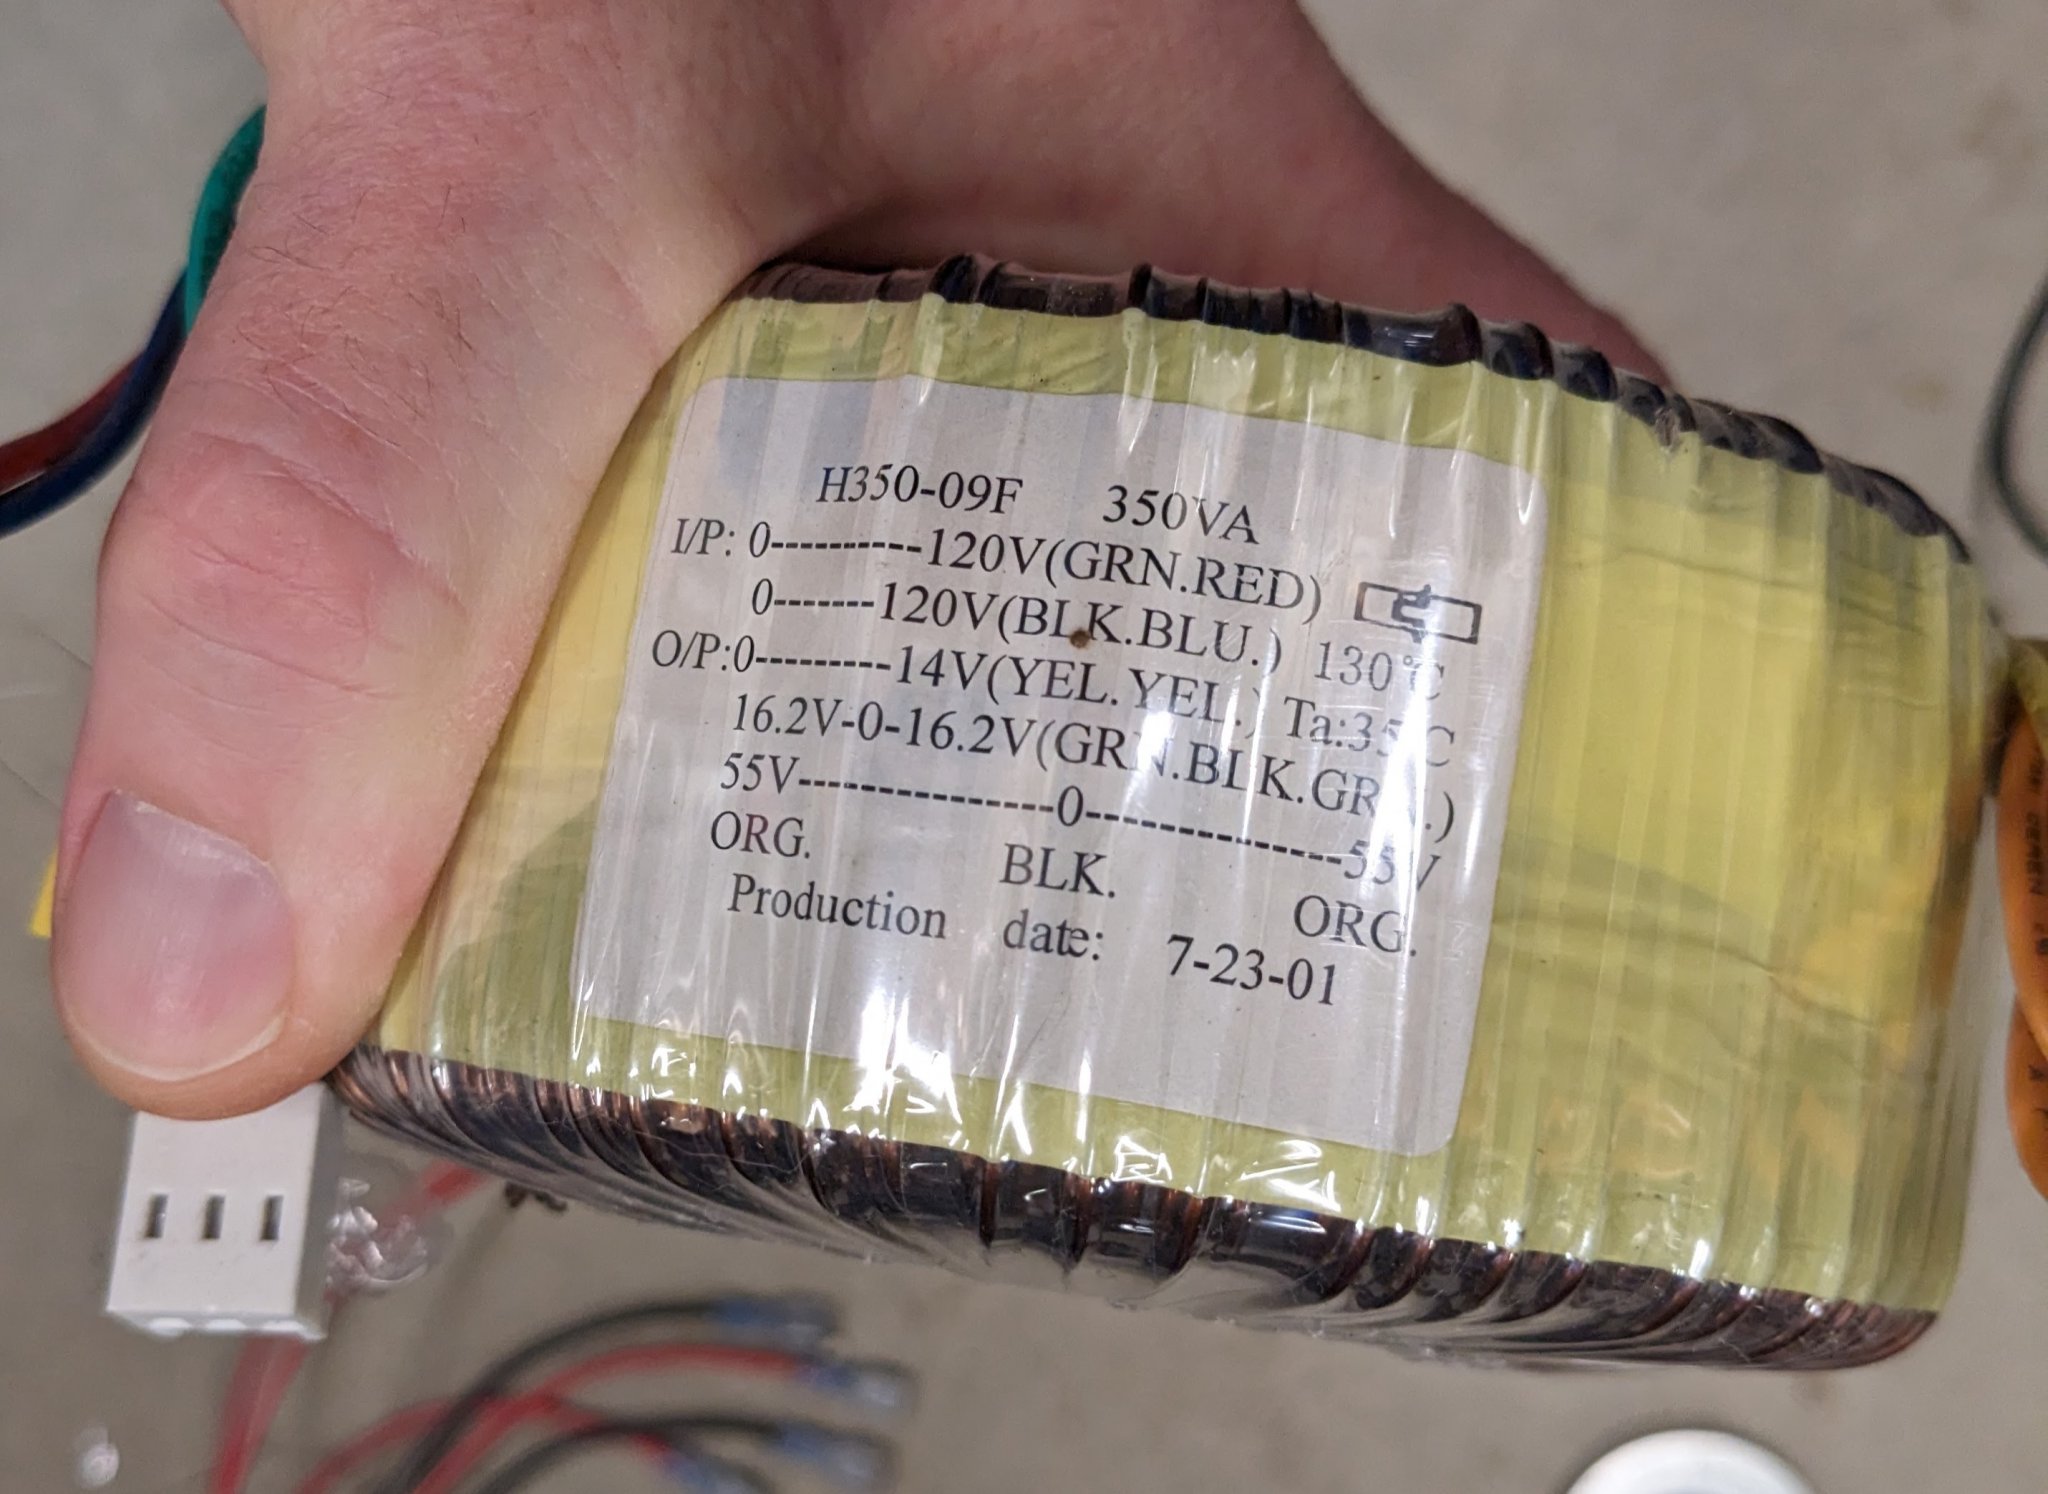 H350-09F 350VA
I/P: 0----------120V(GRN.RED)
0-------120V(BLK.BLU.) 130℃
O/P:0---------14V(YEL.YEL.) Ta:35℃
16.2V-0-16.2V(GRN.BLK.GRN.)
55V---------------0---------------55V
ORG. BLK. ORG.
Production date: 7-23-01